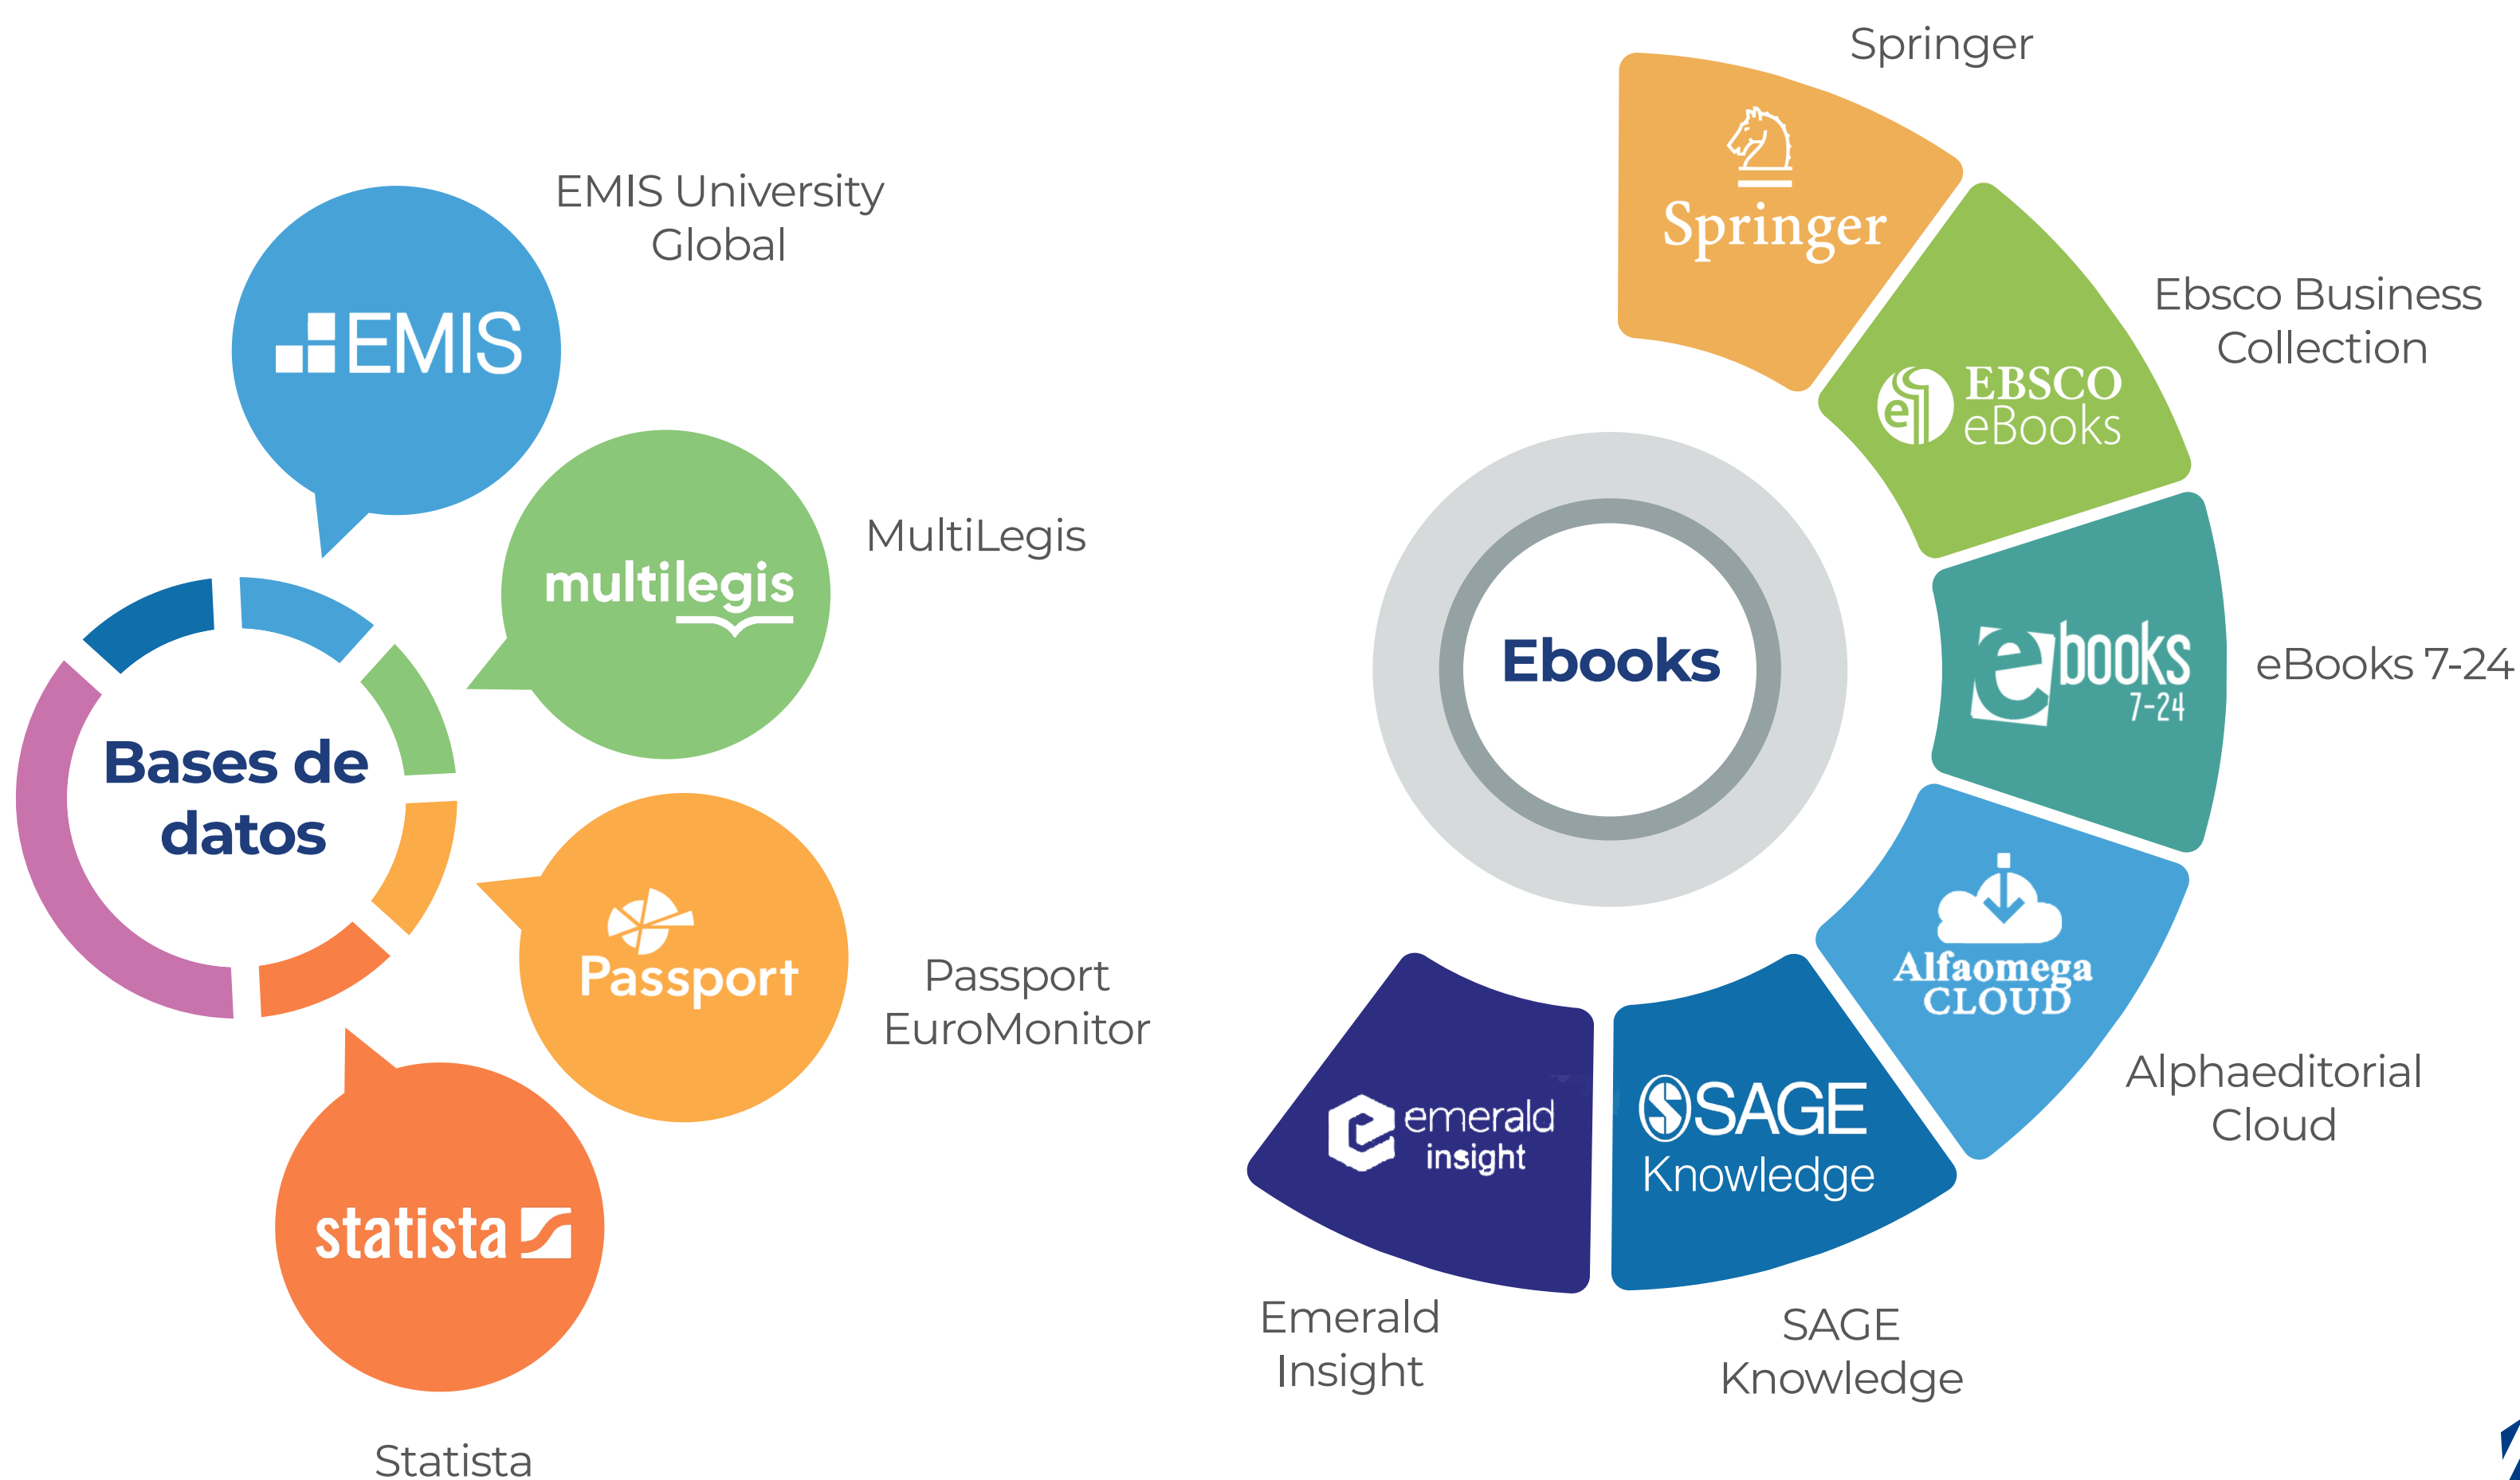 EMIS University
Global
EMIS
MultiLegis
multilegis
Bases de
datos
Passport
Passport
EuroMonitor
statista
Statista
Springer
Springer
Ebsco Business
Collection
EBSCO
eBooks
Ebooks
ebooks
7-24
eBooks 7-24
Alfaomega
CLOUD
Alphaeditorial
Cloud
SAGE
Knowledge
SAGE
Knowledge
emerald
insight
Emerald
Insight